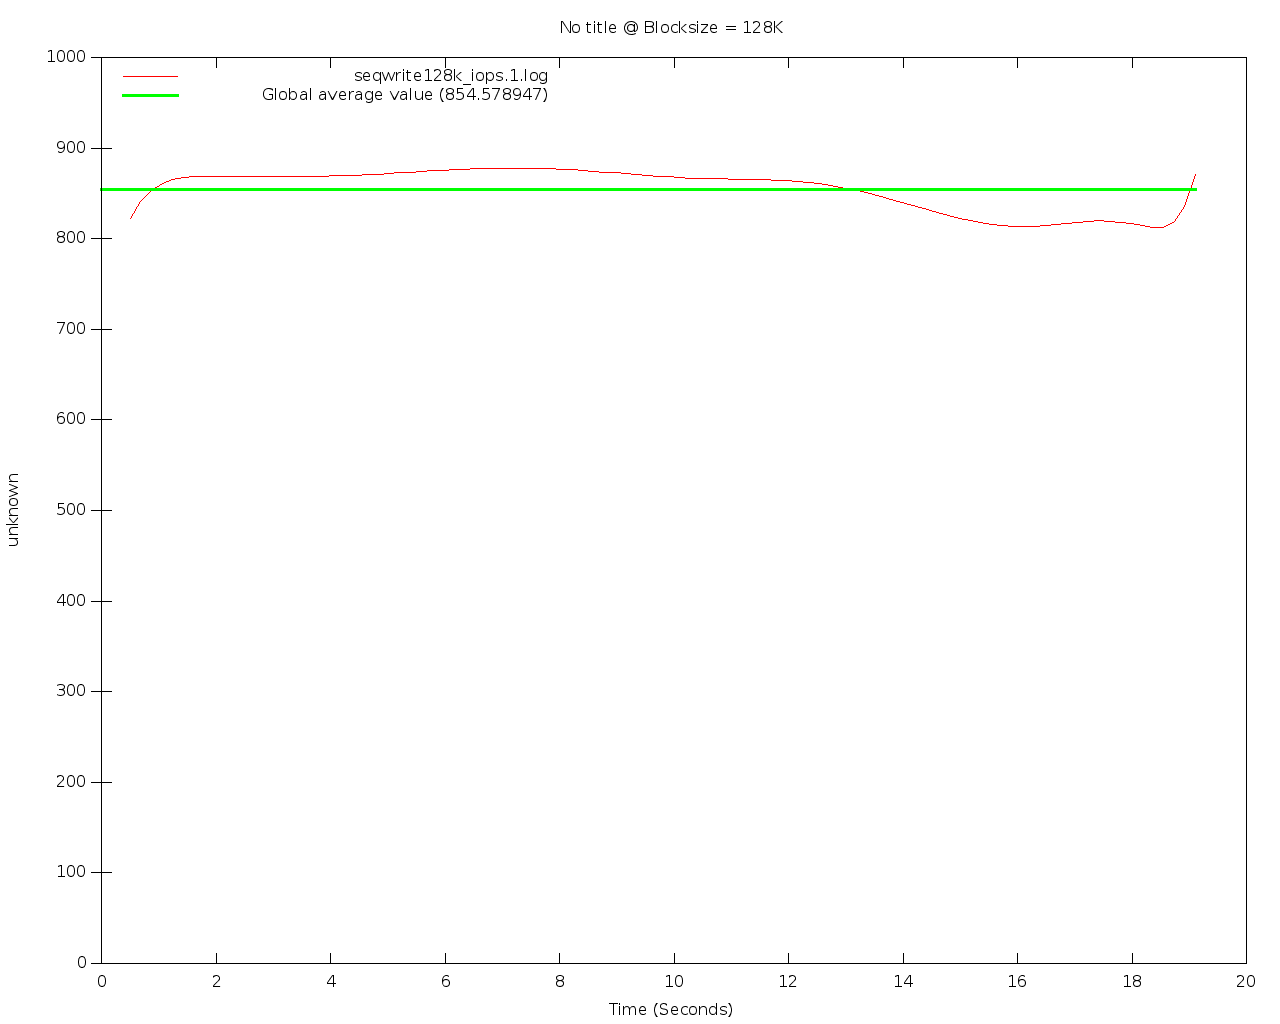 No title @ Blocksize = 128K
1000
seqwrite128k_iops.1.log
Global average value (854.578947)
900
800
700
600
unknown
500
400
300
200
100
0
0 2 4 6 8 10 12 14 16 18 20
Time (Seconds)